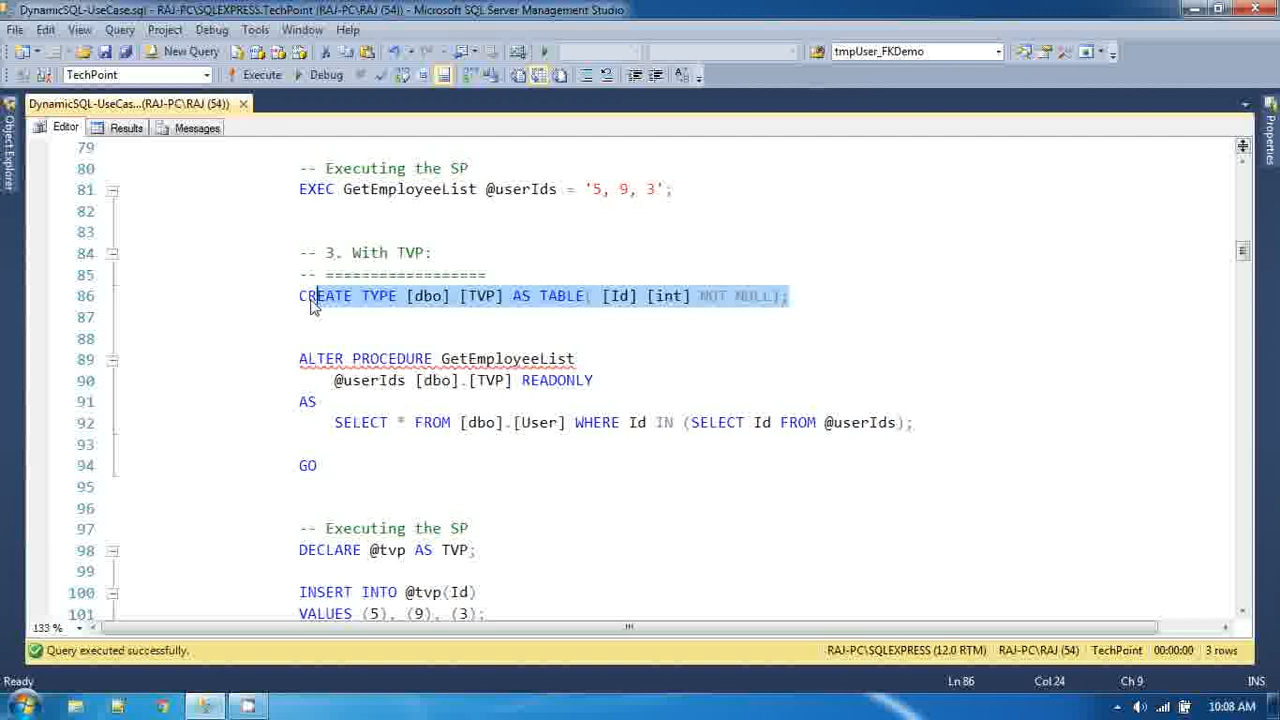 DynamicSQL-UseCase.sql - RAJ-PC\SQLEXPRESS.TechPoint (RAJ-PC\RAJ (54)) - Microsoft SQL Server Management Studio
File Edit View Query Project Debug Tools Window Help
New Query tmpUser_FKDemo
TechPoint Execute Debug
DynamicSQL-UseCas...(RAJ-PC\RAJ (54))
Object Explorer
Properties
Editor Results Messages
79
80 -- Executing the SP
81 EXEC GetEmployeeList @userIds = '5, 9, 3';
82
83
84 -- 3. With TVP:
85 -- ==================
86 CREATE TYPE [dbo] [TVP] AS TABLE( [Id] [int] NOT NULL);
87
88
89 ALTER PROCEDURE GetEmployeeList
90 @userIds [dbo].[TVP] READONLY
91 AS
92 SELECT * FROM [dbo].[User] WHERE Id IN (SELECT Id FROM @userIds);
93
94 GO
95
96
97 -- Executing the SP
98 DECLARE @tvp AS TVP;
99
100 INSERT INTO @tvp(Id)
101 VALUES (5), (9), (3);
133 %
Query executed successfully. RAJ-PC\SQLEXPRESS (12.0 RTM) RAJ-PC\RAJ (54) TechPoint 00:00:00 3 rows
Ready Ln 86 Col 24 Ch 9 INS
10:08 AM